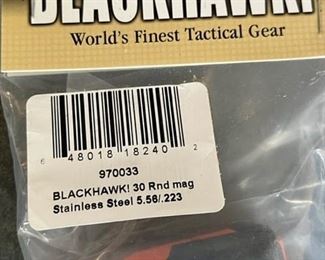 BLACKHAWK!
World's Finest Tactical Gear
6 48018 18240 2
970033
BLACKHAWK! 30 Rnd mag
Stainless Steel 5.56/.223